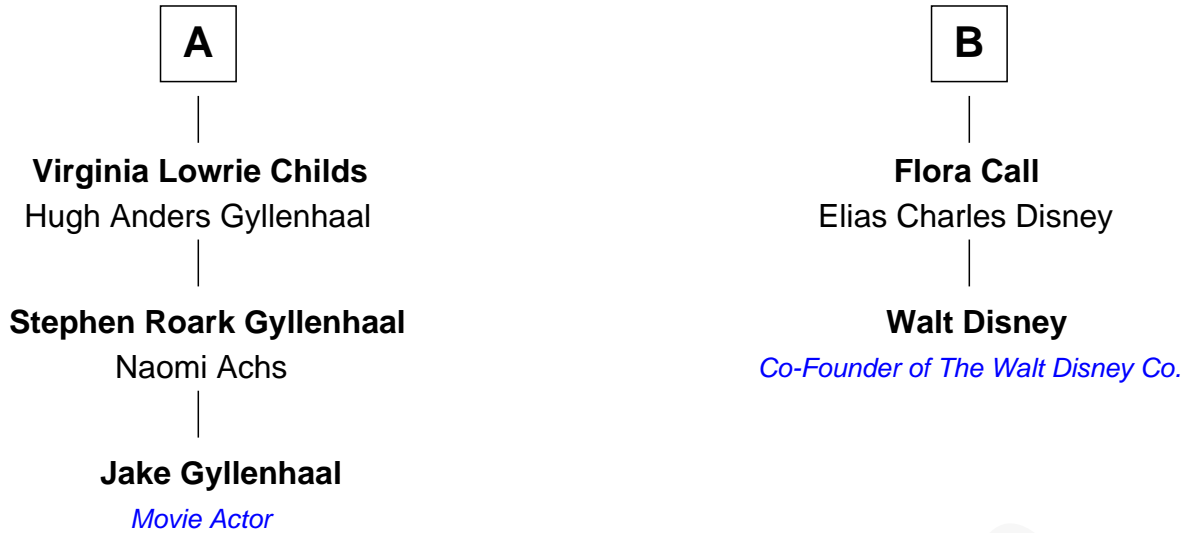 A
Virginia Lowrie Childs
Hugh Anders Gyllenhaal
Stephen Roark Gyllenhaal
Naomi Achs
Jake Gyllenhaal
Movie Actor
B
Flora Call
Elias Charles Disney
Walt Disney
Co-Founder of The Walt Disney Co.